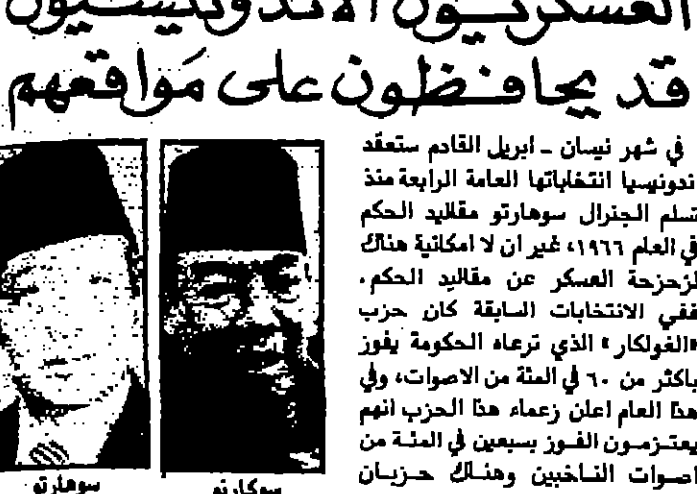 العسكريون الاندونيسيون
قد يحافظون على مَواقعهم
في شهر نيسان - ابريل القادم ستعقد
ندونيسيا انتخاباتها العامة الرابعة منذ
تسلم الجنرال سوهارتو مقاليد الحكم
في العام ١٩٦٦، غير ان لا امكانية هناك
لزحزحة العسكر عن مقاليد الحكم.
ففي الانتخابات السابقة كان حزب
«الغولكار» الذي ترعاه الحكومة يفوز
باكثر من ٦٠ في المئة من الاصوات، وفي
هذا العام اعلن زعماء هذا الحزب انهم
يعتزمون الفوز بسبعين في المئة من
اصوات الناخبين وهناك حزبان
سوكارنو
سوهارتو